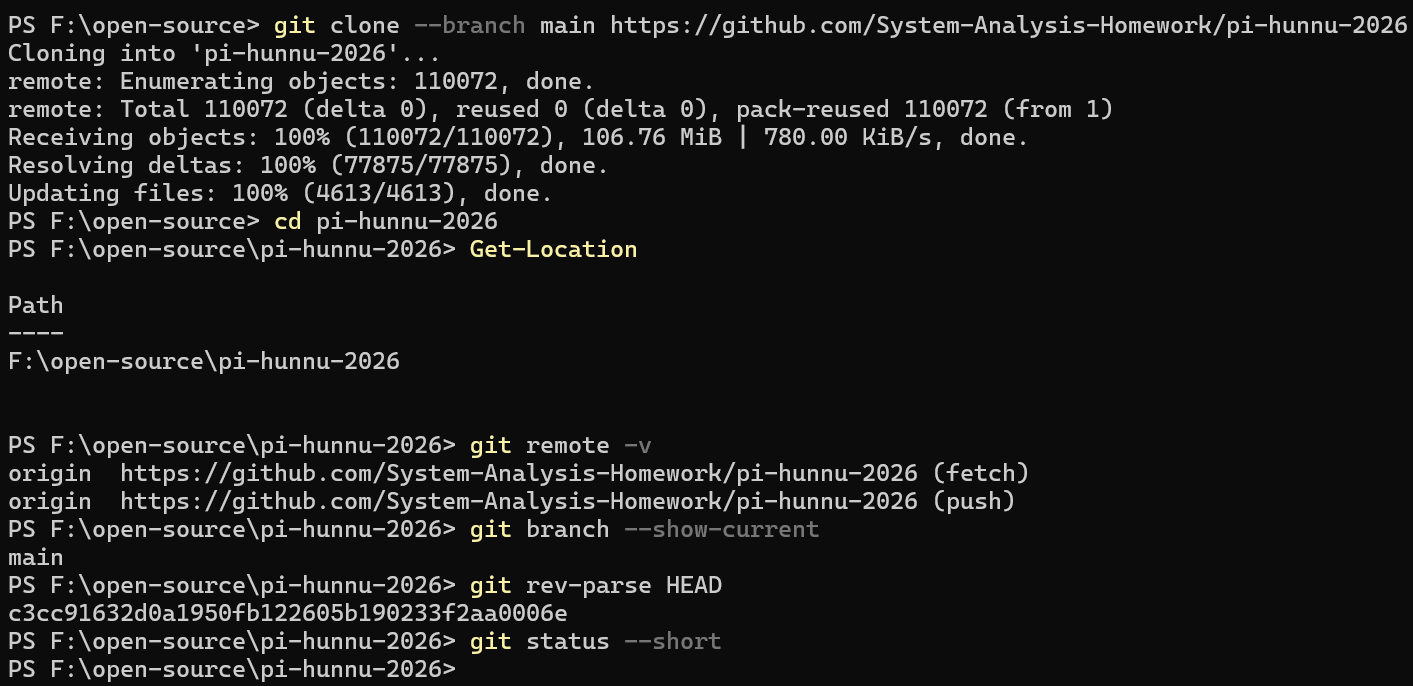 PS F:\open-source> git clone --branch main https://github.com/System-Analysis-Homework/pi-hunnu-2026
Cloning into 'pi-hunnu-2026'...
remote: Enumerating objects: 110072, done.
remote: Total 110072 (delta 0), reused 0 (delta 0), pack-reused 110072 (from 1)
Receiving objects: 100% (110072/110072), 106.76 MiB | 780.00 KiB/s, done.
Resolving deltas: 100% (77875/77875), done.
Updating files: 100% (4613/4613), done.
PS F:\open-source> cd pi-hunnu-2026
PS F:\open-source\pi-hunnu-2026> Get-Location
Path
----
F:\open-source\pi-hunnu-2026
PS F:\open-source\pi-hunnu-2026> git remote -v
origin  https://github.com/System-Analysis-Homework/pi-hunnu-2026 (fetch)
origin  https://github.com/System-Analysis-Homework/pi-hunnu-2026 (push)
PS F:\open-source\pi-hunnu-2026> git branch --show-current
main
PS F:\open-source\pi-hunnu-2026> git rev-parse HEAD
c3cc91632d0a1950fb122605b190233f2aa0006e
PS F:\open-source\pi-hunnu-2026> git status --short
PS F:\open-source\pi-hunnu-2026>